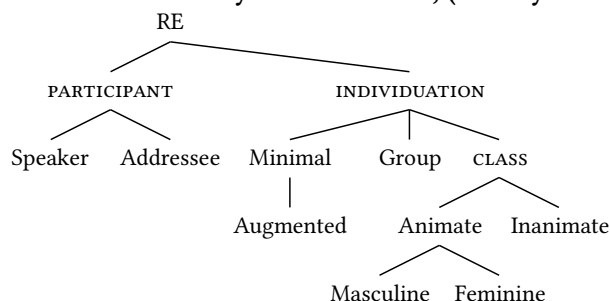 RE
PARTICIPANT INDIVIDUATION
Speaker Addressee Minimal Group CLASS
Augmented Animate Inanimate
Masculine Feminine